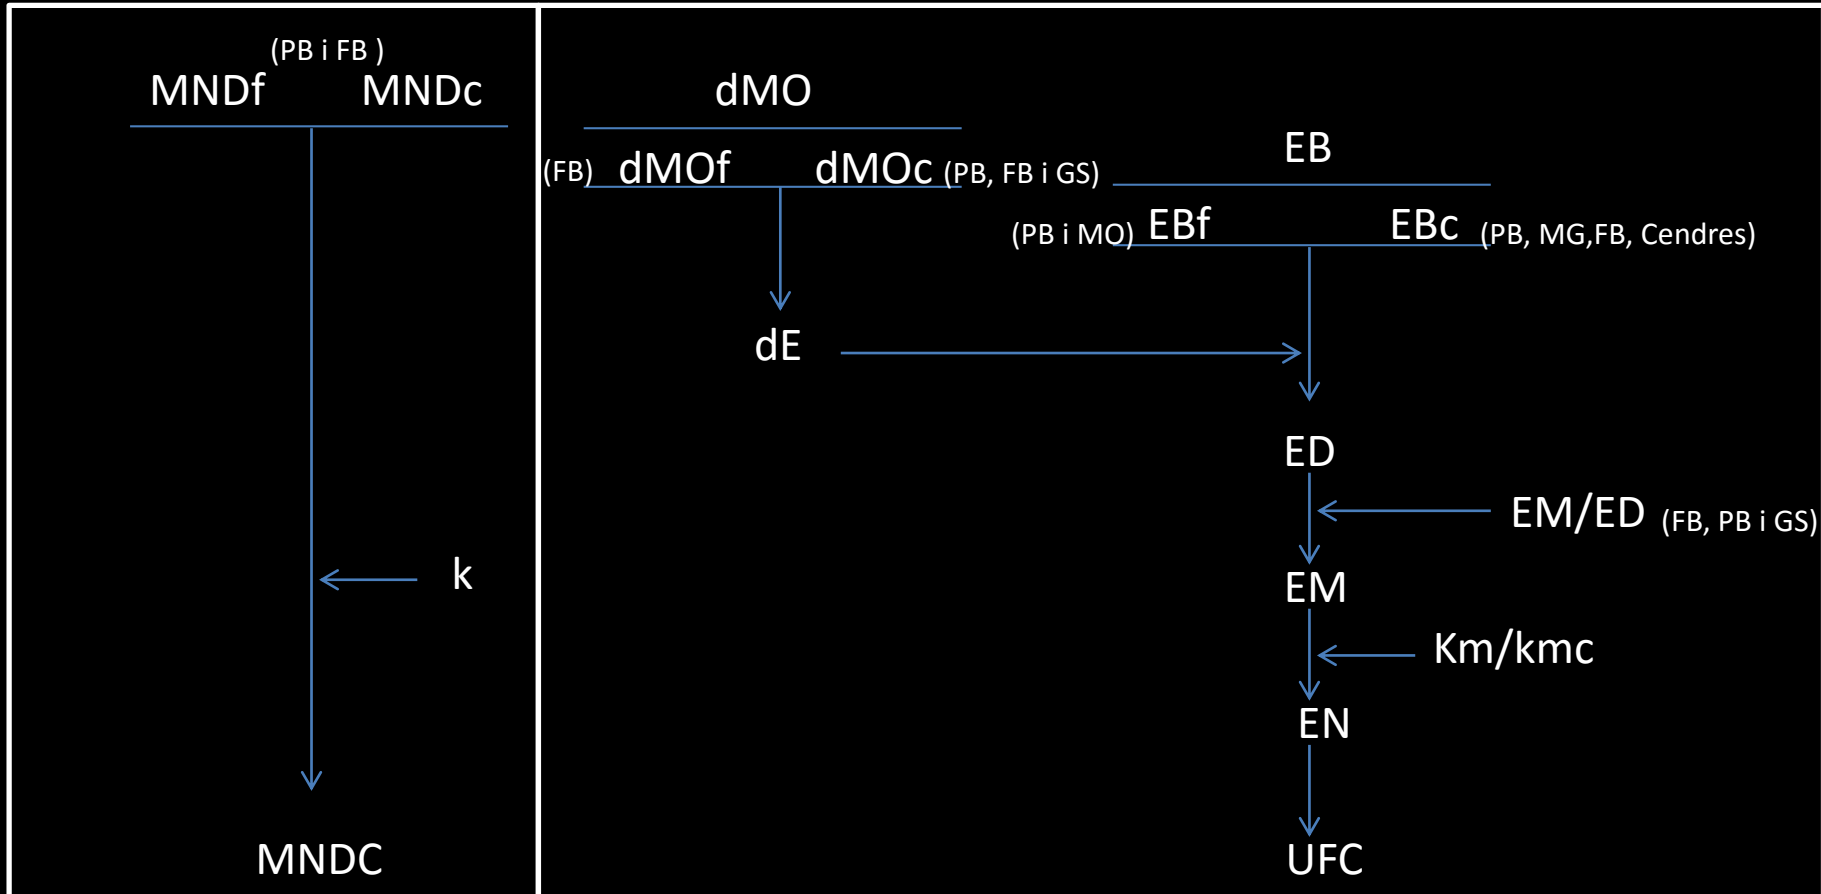 (PB i FB )
MNDf MNDc
k
MNDC
dMO
(FB) dMOf dMOc (PB, FB i GS)
dE
EB
(PB i MO) EBf EBc (PB, MG,FB, Cendres)
ED
EM/ED (FB, PB i GS)
EM
Km/kmc
EN
UFC